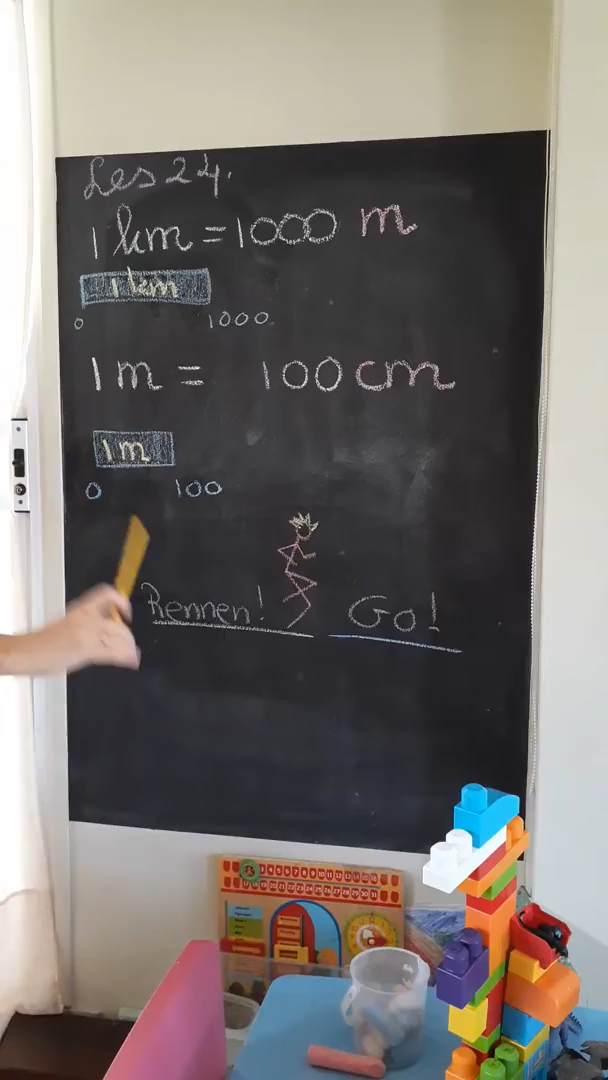 Les 24.
1 km = 1000 m
1 km
0 1000
1 m = 100 cm
1 m
0 100
Rennen! Go!